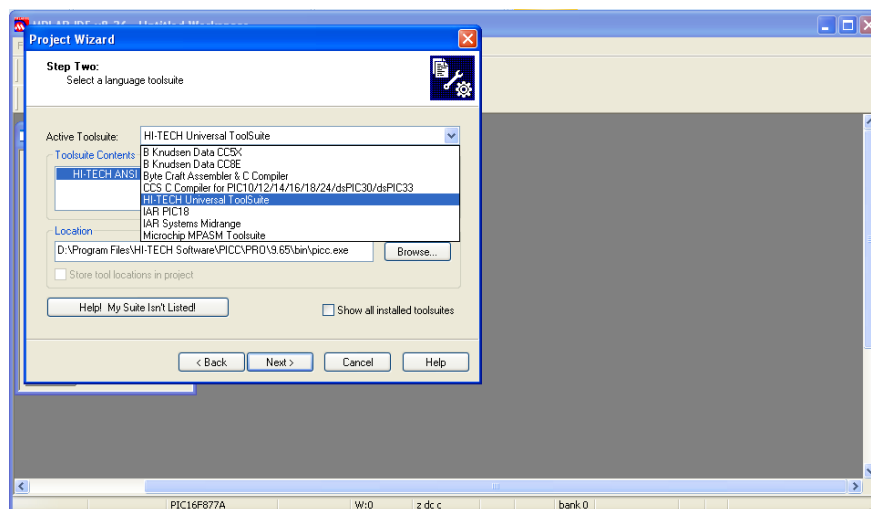 Project Wizard
Step Two:
Select a language toolsuite
Active Toolsuite:
HI-TECH Universal ToolSuite
B Knudsen Data CC5X
B Knudsen Data CC8E
Byte Craft Assembler & C Compiler
CCS C Compiler for PIC10/12/14/16/18/24/dsPIC30/dsPIC33
HI-TECH Universal ToolSuite
IAR PIC18
IAR Systems Midrange
Microchip MPASM Toolsuite
Toolsuite Contents
HI-TECH ANSI
Location
D:\Program Files\HI-TECH Software\PICC\PRO\9.65\bin\picc.exe
Browse...
Store tool locations in project
Help! My Suite Isn't Listed!
Show all installed toolsuites
< Back
Next >
Cancel
Help
PIC16F877A
W:0
z dc c
bank 0